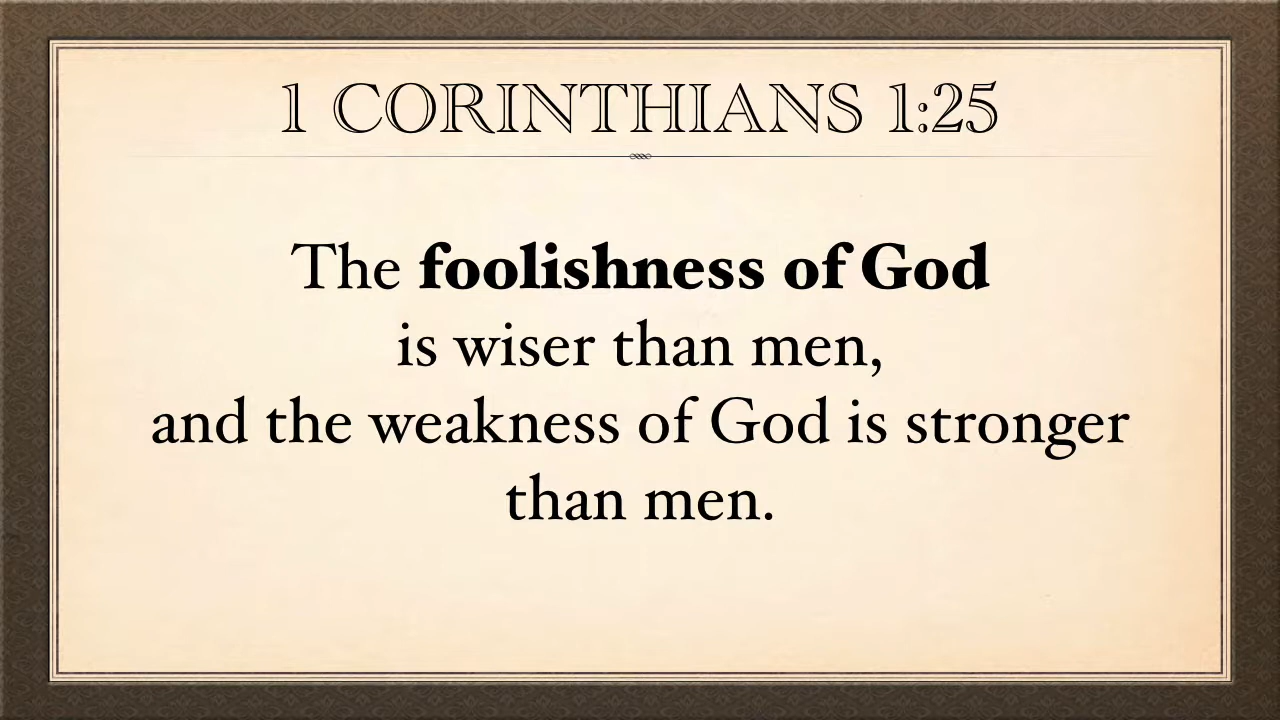 1 CORINTHIANS 1:25
The foolishness of God
is wiser than men,
and the weakness of God is stronger
than men.